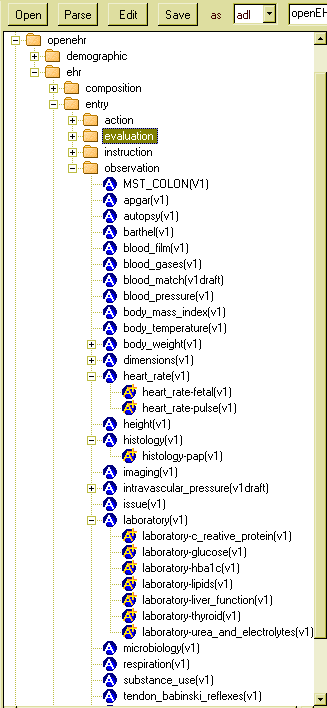 Open Parse Edit Save as adl openEH
openehr
demographic
ehr
composition
entry
action
evaluation
instruction
observation
MST_COLON(V1)
apgar(v1)
autopsy(v1)
barthel(v1)
blood_film(v1)
blood_gases(v1)
blood_match(v1draft)
blood_pressure(v1)
body_mass_index(v1)
body_temperature(v1)
body_weight(v1)
dimensions(v1)
heart_rate(v1)
heart_rate-fetal(v1)
heart_rate-pulse(v1)
height(v1)
histology(v1)
histology-pap(v1)
imaging(v1)
intravascular_pressure(v1draft)
issue(v1)
laboratory(v1)
laboratory-c_reative_protein(v1)
laboratory-glucose(v1)
laboratory-hba1c(v1)
laboratory-lipids(v1)
laboratory-liver_function(v1)
laboratory-thyroid(v1)
laboratory-urea_and_electrolytes(v1)
microbiology(v1)
respiration(v1)
substance_use(v1)
tendon_babinski_reflexes(v1)